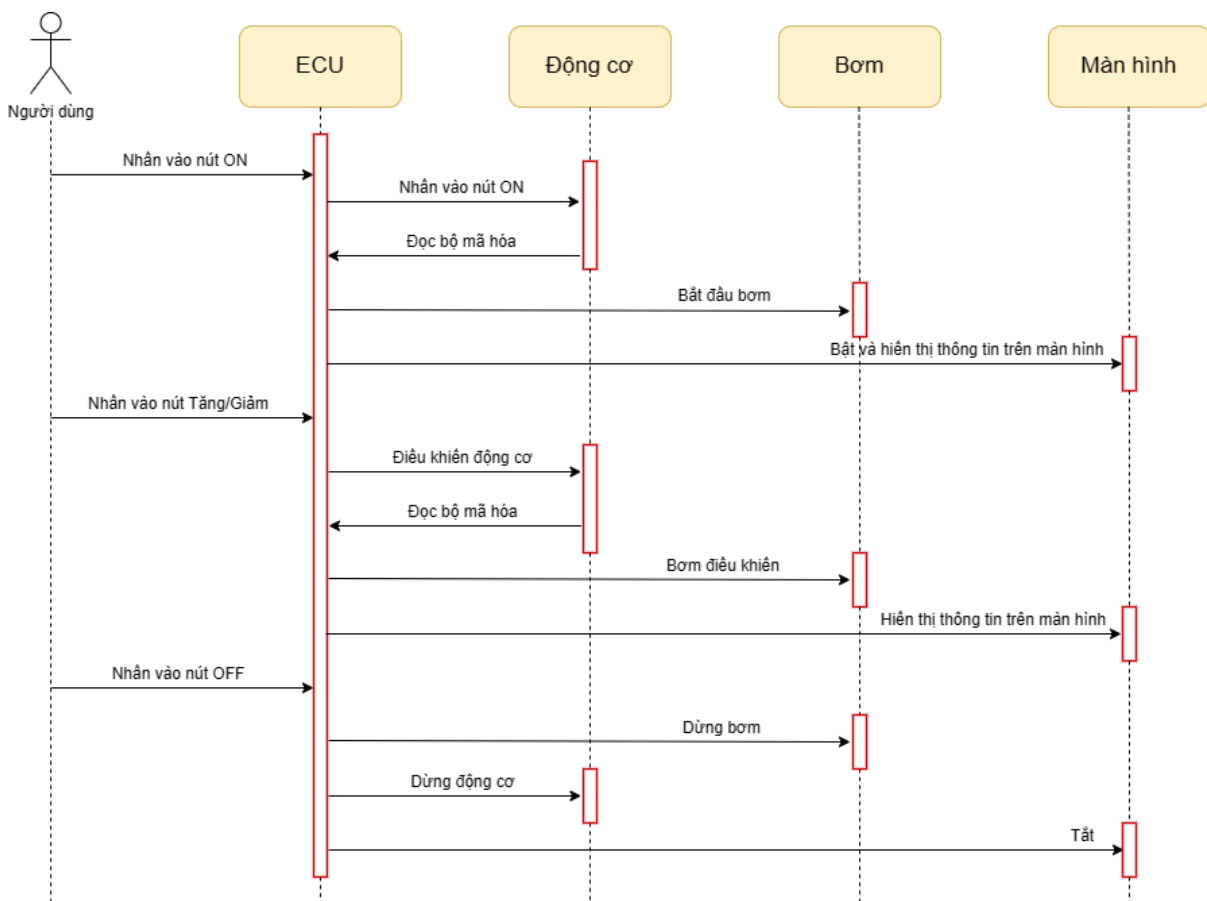 ECU
Động cơ
Bơm
Màn hình
Người dùng
Nhấn vào nút ON
Nhấn vào nút ON
Đọc bộ mã hóa
Bắt đầu bơm
Bật và hiển thị thông tin trên màn hình
Nhấn vào nút Tăng/Giảm
Điều khiển động cơ
Đọc bộ mã hóa
Bơm điều khiển
Hiển thị thông tin trên màn hình
Nhấn vào nút OFF
Dừng bơm
Dừng động cơ
Tắt